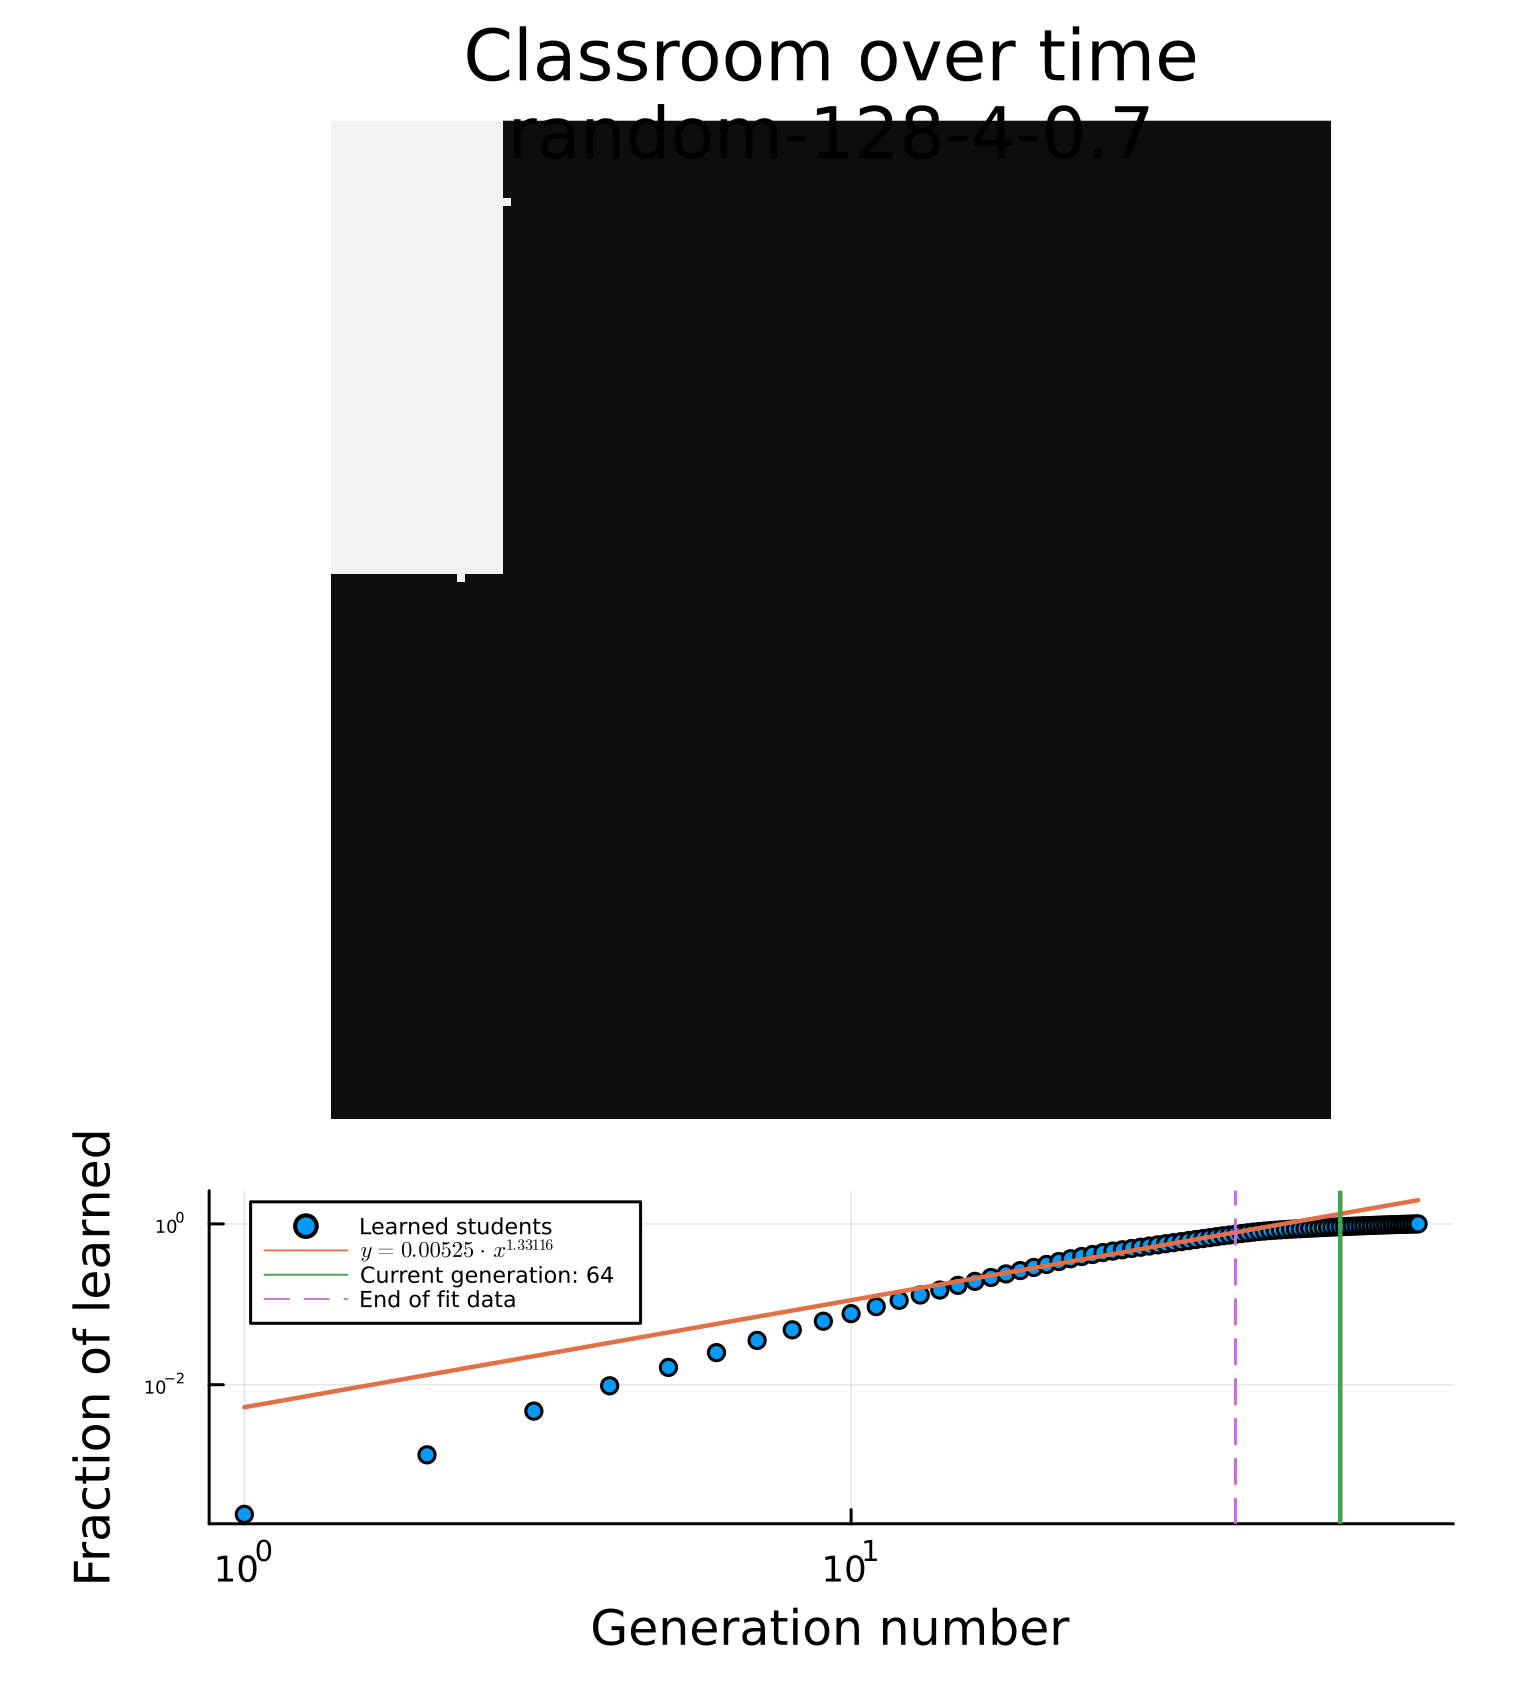 Classroom over time
random-128-4-0.7
Fraction of learned
10^0
10^−2
Learned students
y = 0.00525 · x^1.33116
Current generation: 64
End of fit data
10^0
10^1
Generation number